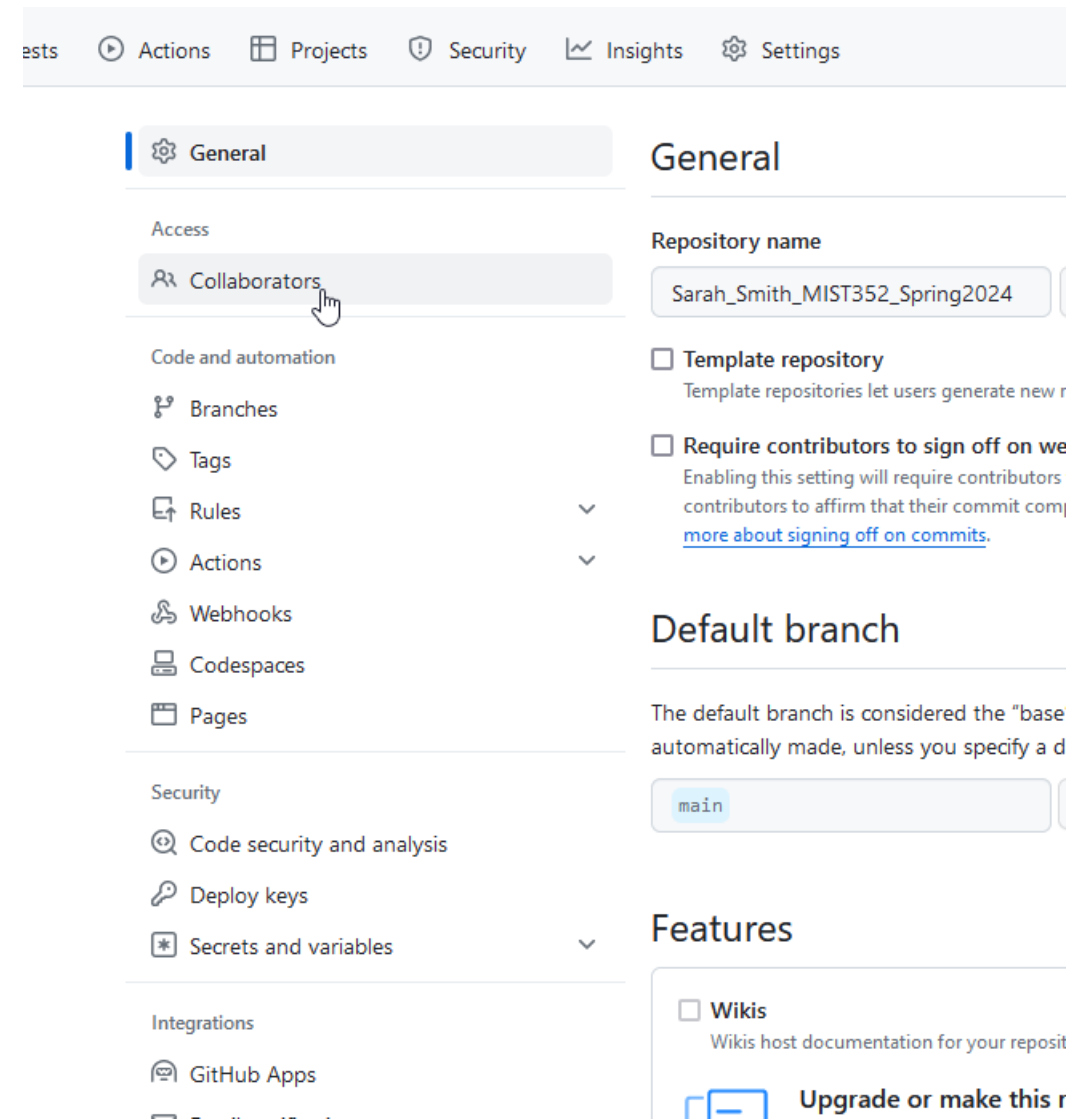 Actions Projects Security Insights Settings
General
Access
Collaborators
Code and automation
Branches
Tags
Rules
Actions
Webhooks
Codespaces
Pages
Security
Code security and analysis
Deploy keys
Secrets and variables
Integrations
GitHub Apps
General
Repository name
Sarah_Smith_MIST352_Spring2024
Template repository
Template repositories let users generate new
Require contributors to sign off on
Enabling this setting will require contributors
contributors to affirm that their commit
more about signing off on commits.
Default branch
The default branch is considered the “base
automatically made, unless you specify a
main
Features
Wikis
Wikis host documentation for your
Upgrade or make this